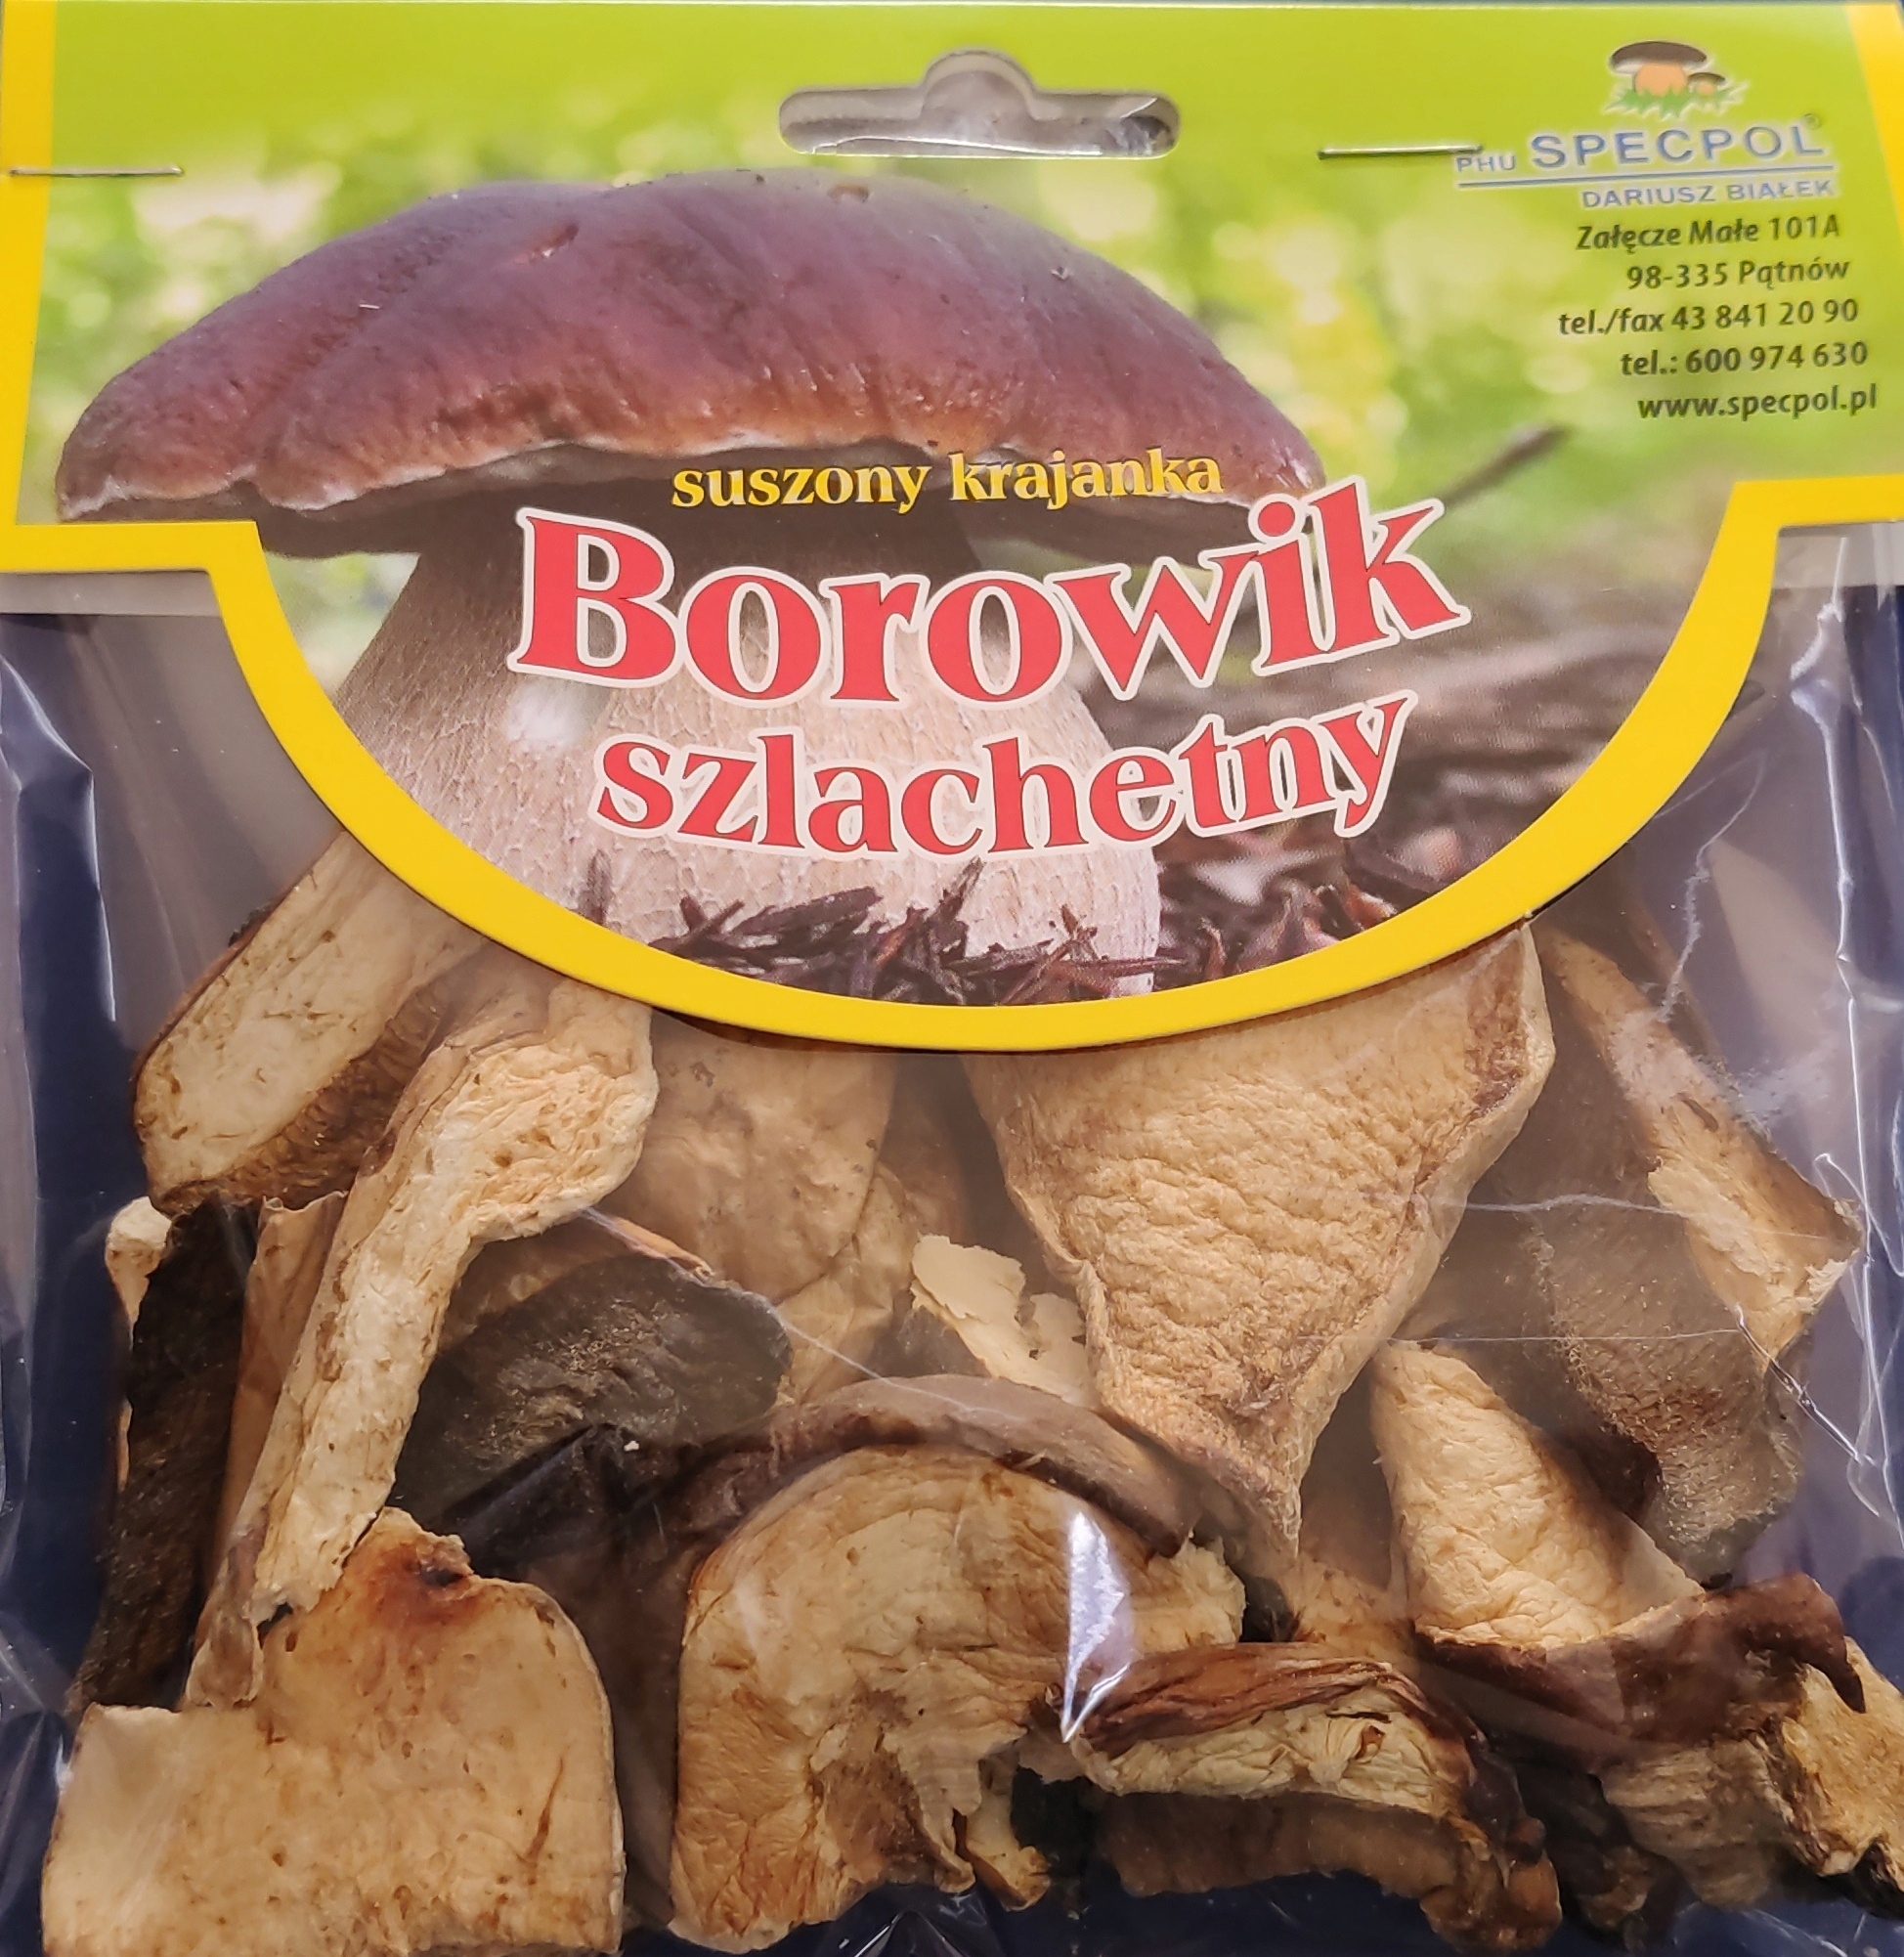 PHU SPECPOL®
DARIUSZ BIAŁEK
Załęcze Małe 101A
98-335 Pątnów
tel./fax 43 841 20 90
tel.: 600 974 630
www.specpol.pl
suszony krajanka
Borowik
szlachetny